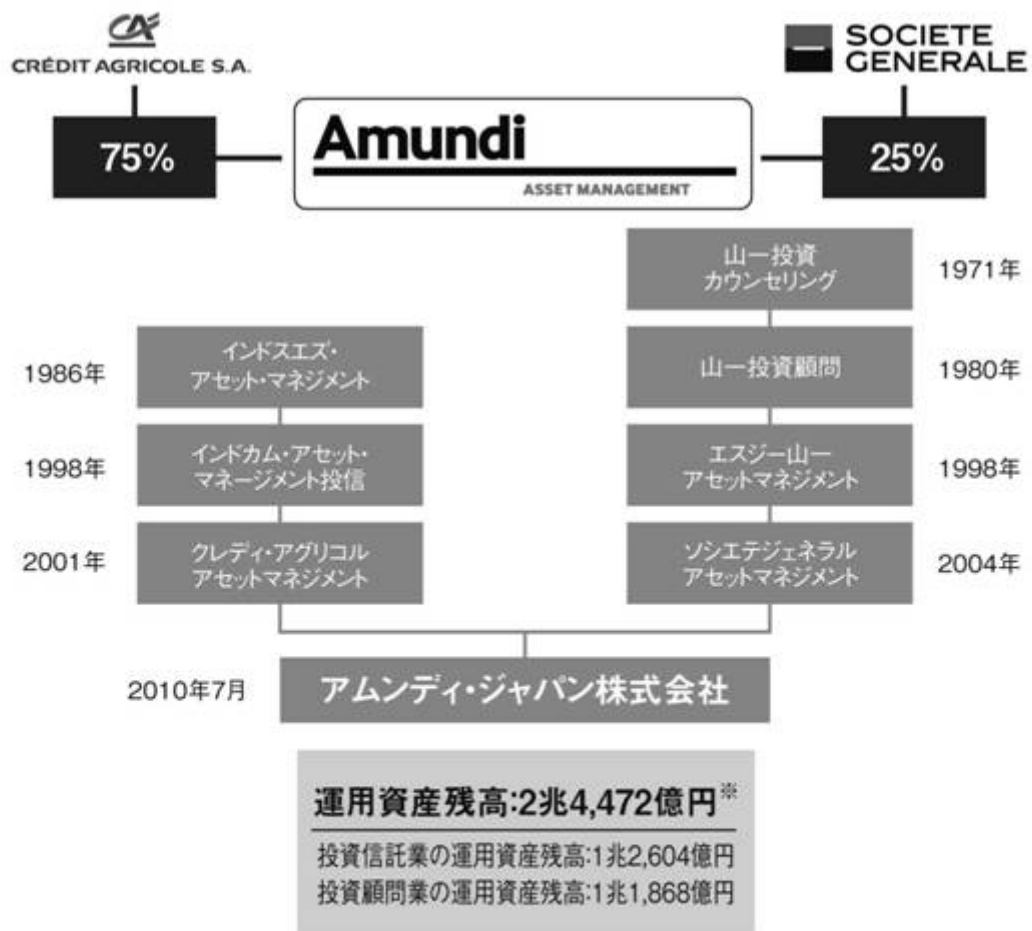 CRÉDIT AGRICOLE S.A.
SOCIETE
GENERALE
75%
Amundi
ASSET MANAGEMENT
25%
山一投資
カウンセリング
1971年
1986年
インドスエズ・
アセット・マネジメント
山一投資顧問
1980年
1998年
インドカム・アセット・
マネージメント投信
エスジー山一
アセットマネジメント
1998年
2001年
クレディ・アグリコル
アセットマネジメント
ソシエテジェネラル
アセットマネジメント
2004年
2010年7月
アムンディ・ジャパン株式会社
運用資産残高:2兆4,472億円※
投資信託業の運用資産残高:1兆2,604億円
投資顧問業の運用資産残高:1兆1,868億円